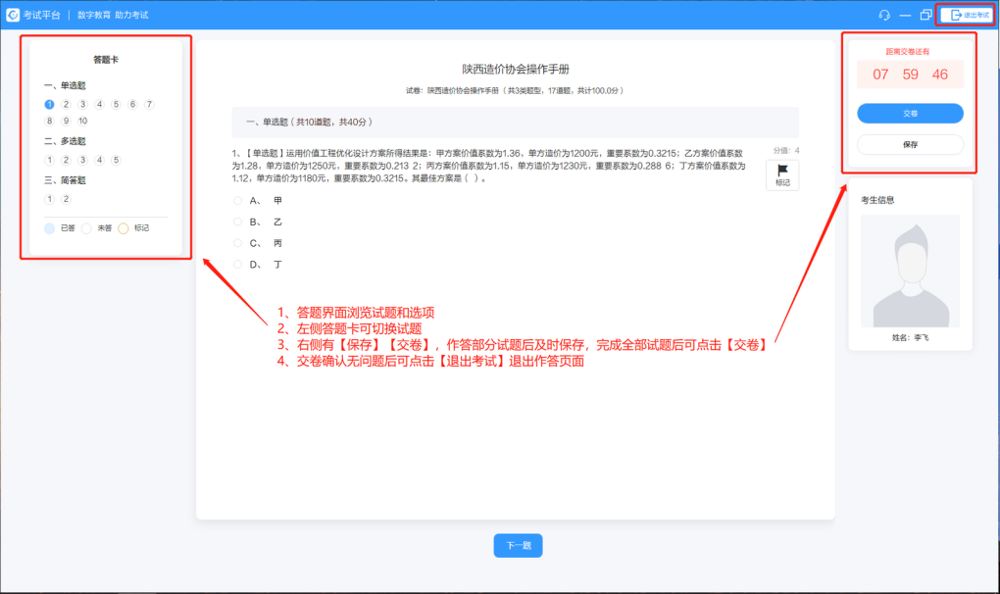 考试平台 | 数字教育 助力考试
退出考试
答题卡
一、单选题
1 2 3 4 5 6 7
8 9 10
二、多选题
1 2 3 4 5
三、简答题
1 2
已答 未答 标记
陕西造价协会操作手册
试卷：陕西造价协会操作手册（共3类题型，17道题，共计100.0分）
一、单选题（共10道题，共40分）
1、【单选题】运用价值工程优化设计方案所得结果是：甲方案价值系数为1.36，单方造价为1200元，重要系数为0.3215；乙方案价值系数
为1.28，单方造价为1250元，重要系数为0.213 2；丙方案价值系数为1.15，单方造价为1230元，重要系数为0.288 6；丁方案价值系数为
1.12，单方造价为1180元，重要系数为0.3215。其最佳方案是（ ）。
分值：4
标记
A、 甲
B、 乙
C、 丙
D、 丁
1、答题界面浏览试题和选项
2、左侧答题卡可切换试题
3、右侧有【保存】【交卷】，作答部分试题后及时保存，完成全部试题后可点击【交卷】
4、交卷确认无问题后可点击【退出考试】退出作答页面
下一题
距离交卷还有
07 59 46
交卷
保存
考生信息
姓名：李飞